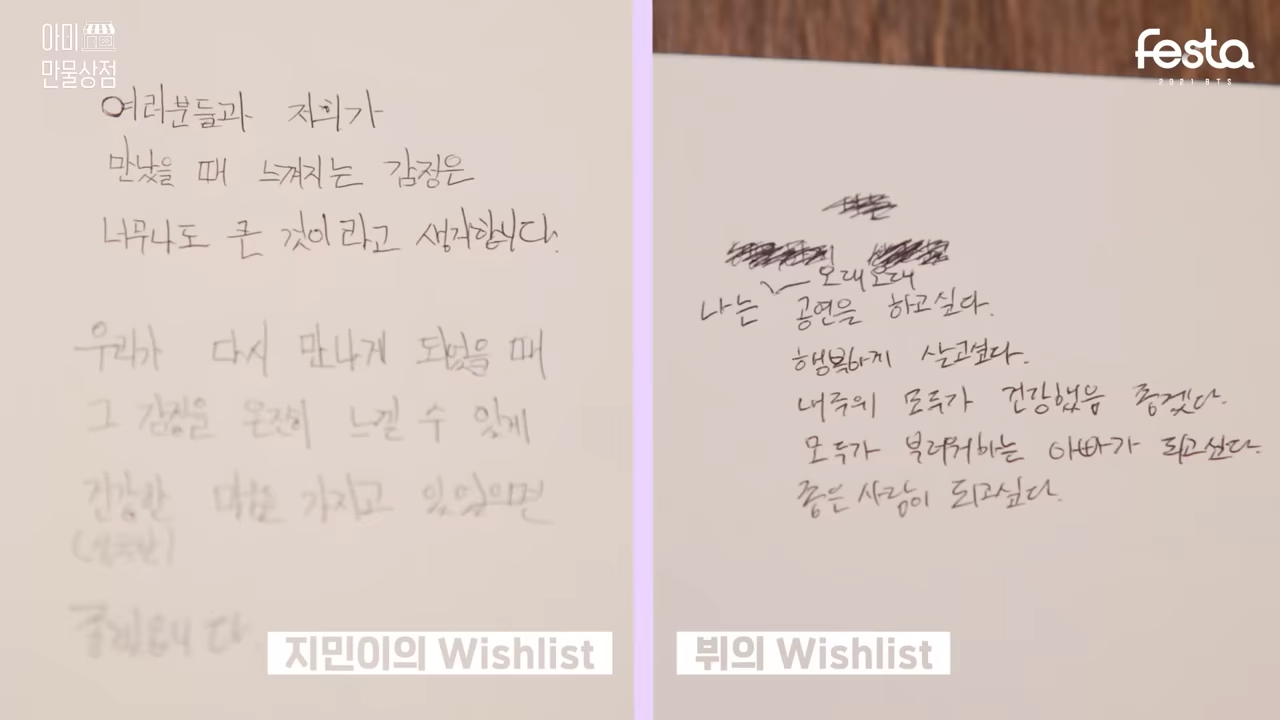 아미
만물상점
Festa
2021 BTS
여러분들과 저희가
만났을 때 느껴지는 감정은
너무나도 큰 것이라고 생각합니다.
우리가 다시 만나게 되었을 때
그 감정을 온전히 느낄 수 있게
건강한 마음을 가지고 있었으면
좋겠습니다
지민이의 Wishlist
오래오래
나는 공연을 하고싶다.
행복하게 살고싶다.
내주위 모두가 건강했음 좋겠다.
모두가 부러워하는 아빠가 되고싶다.
좋은 사람이 되고싶다.
뷔의 Wishlist